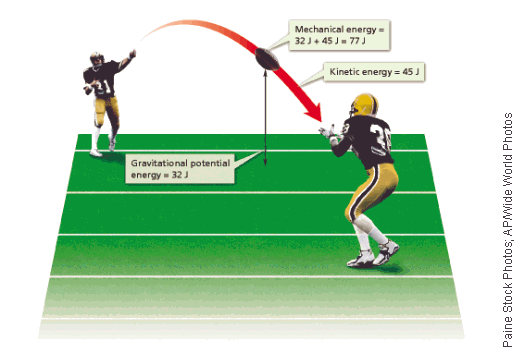 Mechanical energy =
32 J + 45 J = 77 J
Kinetic energy = 45 J
Gravitational potential
energy = 32 J
21
Paine Stock Photos; AP/Wide World Photos